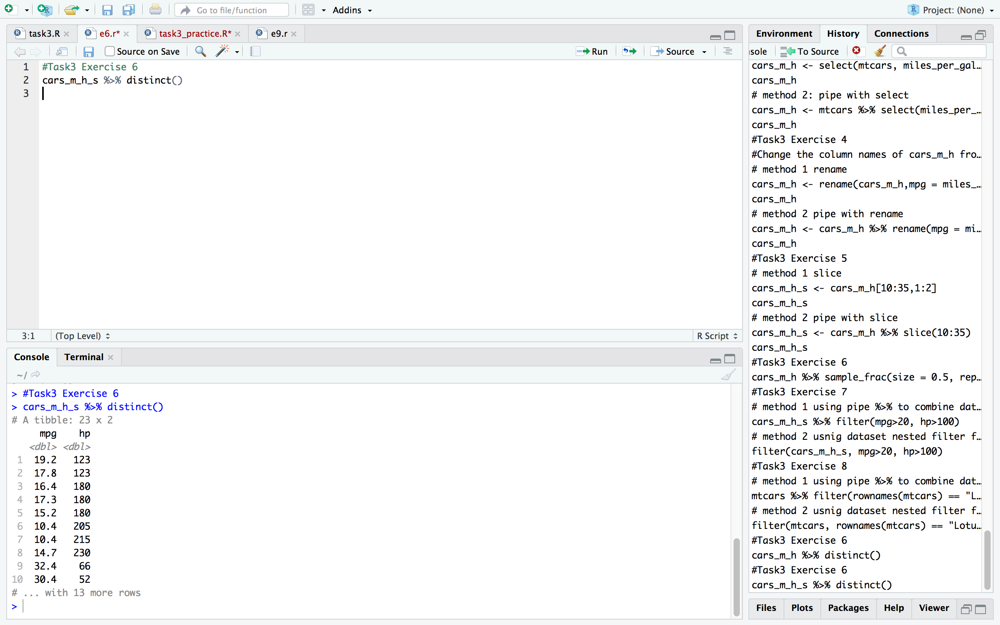 Go to file/function
Addins
Project: (None)
task3.R
e6.r*
task3_practice.R*
e9.r
Source on Save
Run
Source
1 #Task3 Exercise 6
2 cars_m_h_s %>% distinct()
3
3:1
(Top Level)
R Script
Console
Terminal
~/
> #Task3 Exercise 6
> cars_m_h_s %>% distinct()
# A tibble: 23 x 2
mpg hp
<dbl> <dbl>
1 19.2 123
2 17.8 123
3 16.4 180
4 17.3 180
5 15.2 180
6 10.4 205
7 10.4 215
8 14.7 230
9 32.4 66
10 30.4 52
# ... with 13 more rows
>
Environment
History
Connections
sole
To Source
cars_m_h <- select(mtcars, miles_per_gal…
cars_m_h
# method 2: pipe with select
cars_m_h <- mtcars %>% select(miles_per_…
cars_m_h
#Task3 Exercise 4
#Change the column names of cars_m_h fro…
# method 1 rename
cars_m_h <- rename(cars_m_h,mpg = miles_…
cars_m_h
# method 2 pipe with rename
cars_m_h <- cars_m_h %>% rename(mpg = mi…
cars_m_h
#Task3 Exercise 5
# method 1 slice
cars_m_h_s <- cars_m_h[10:35,1:2]
cars_m_h_s
# method 2 pipe with slice
cars_m_h_s <- cars_m_h %>% slice(10:35)
cars_m_h_s
#Task3 Exercise 6
cars_m_h %>% sample_frac(size = 0.5, rep…
#Task3 Exercise 7
# method 1 using pipe %>% to combine dat…
cars_m_h_s %>% filter(mpg>20, hp>100)
# method 2 usnig dataset nested filter f…
filter(cars_m_h_s, mpg>20, hp>100)
#Task3 Exercise 8
# method 1 using pipe %>% to combine dat…
mtcars %>% filter(rownames(mtcars) == "L…
# method 2 usnig dataset nested filter f…
filter(mtcars, rownames(mtcars) == "Lotu…
#Task3 Exercise 6
cars_m_h %>% distinct()
#Task3 Exercise 6
cars_m_h_s %>% distinct()
Files
Plots
Packages
Help
Viewer